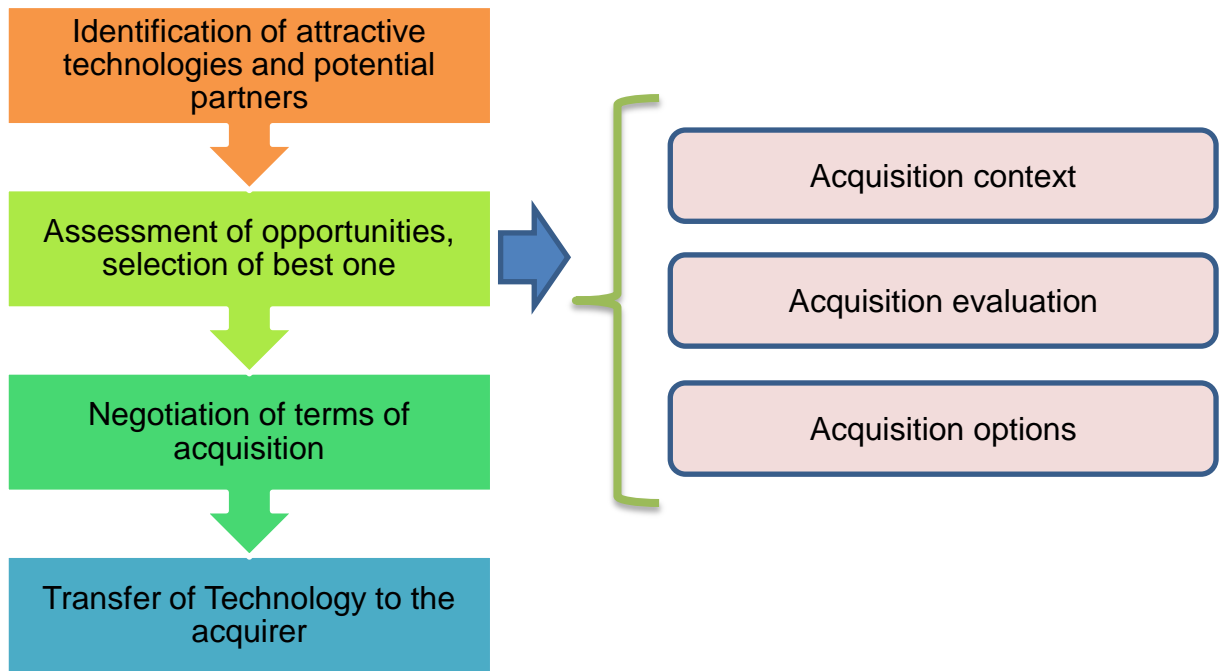 Identification of attractive
technologies and potential
partners
Assessment of opportunities,
selection of best one
Negotiation of terms of
acquisition
Transfer of Technology to the
acquirer
Acquisition context
Acquisition evaluation
Acquisition options